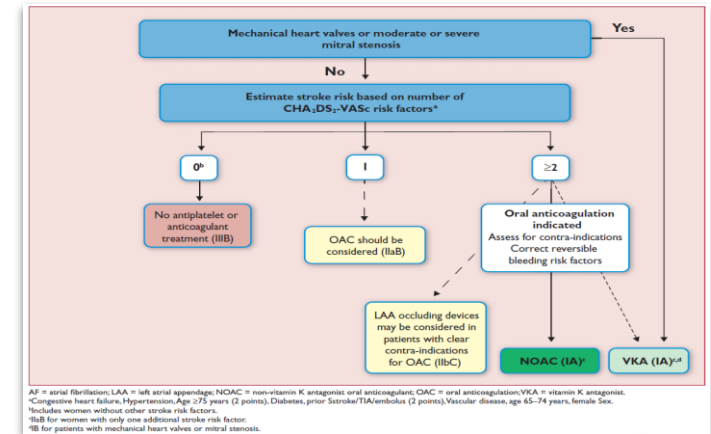 Mechanical heart valves or moderate or severe
mitral stenosis
Yes
No
Estimate stroke risk based on number of
CHA₂DS₂-VASc risk factorsᵃ
0ᵇ
1
≥2
No antiplatelet or
anticoagulant
treatment (IIIB)
OAC should be
considered (IIaB)
Oral anticoagulation
indicated
Assess for contra-indications
Correct reversible
bleeding risk factors
LAA occluding devices
may be considered in
patients with clear
contra-indications
for OAC (IIbC)
NOAC (IA)ᶜ
VKA (IA)ᶜ,ᵈ
AF = atrial fibrillation; LAA = left atrial appendage; NOAC = non-vitamin K antagonist oral anticoagulant; OAC = oral anticoagulation; VKA = vitamin K antagonist.
ᵃCongestive heart failure, Hypertension, Age ≥75 years (2 points), Diabetes, prior Sstroke/TIA/embolus (2 points), Vascular disease, age 65–74 years, female Sex.
ᵇIncludes women without other stroke risk factors.
ᶜIIaB for women with only one additional stroke risk factor.
ᵈIB for patients with mechanical heart valves or mitral stenosis.